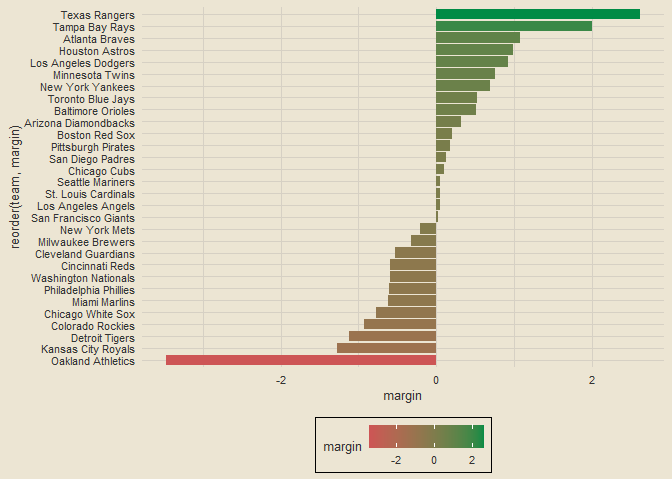 Texas Rangers
Tampa Bay Rays
Atlanta Braves
Houston Astros
Los Angeles Dodgers
Minnesota Twins
New York Yankees
Toronto Blue Jays
Baltimore Orioles
Arizona Diamondbacks
Boston Red Sox
Pittsburgh Pirates
San Diego Padres
Chicago Cubs
Seattle Mariners
St. Louis Cardinals
Los Angeles Angels
San Francisco Giants
New York Mets
Milwaukee Brewers
Cleveland Guardians
Cincinnati Reds
Washington Nationals
Philadelphia Phillies
Miami Marlins
Chicago White Sox
Colorado Rockies
Detroit Tigers
Kansas City Royals
Oakland Athletics
reorder(team, margin)
-2 0 2
margin
margin
-2 0 2